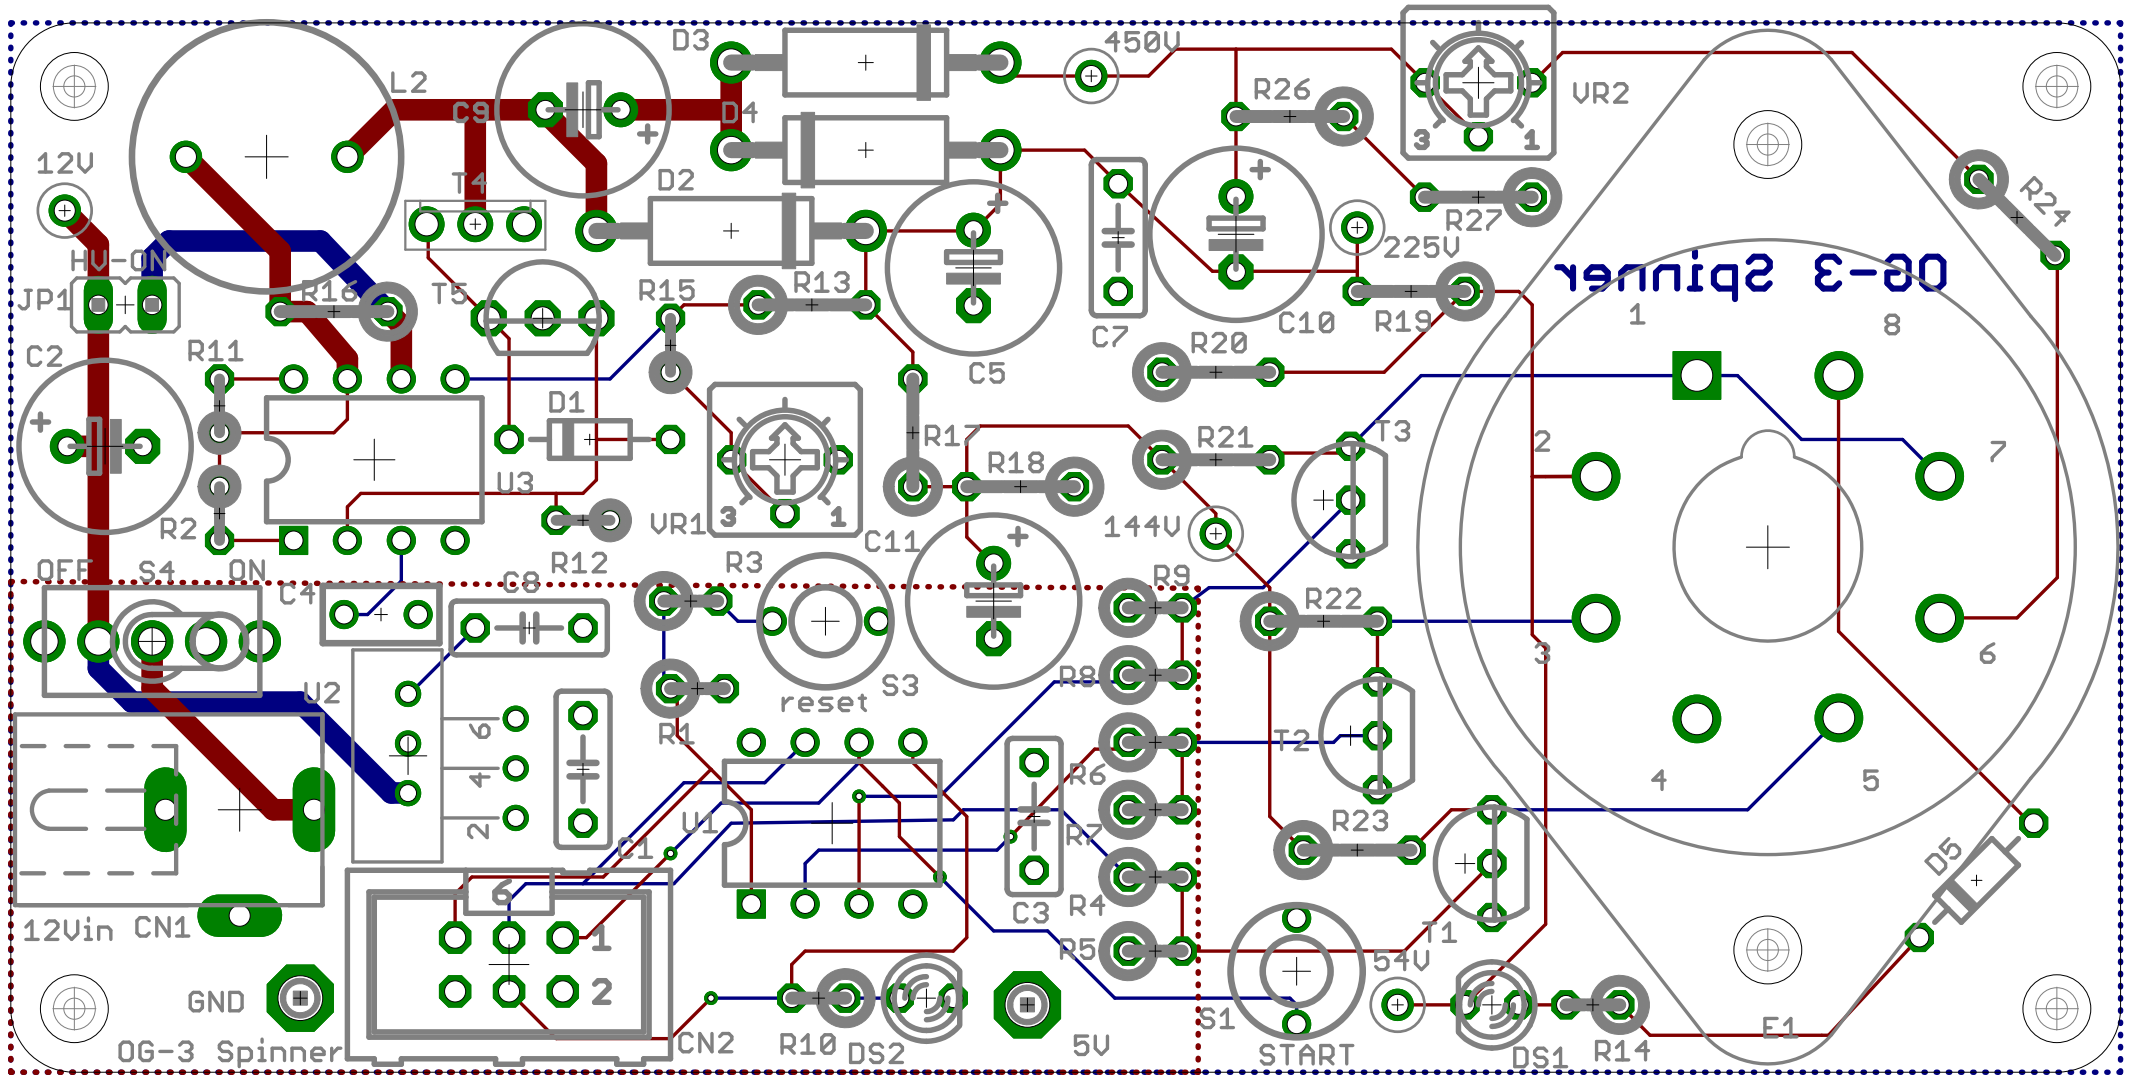 D3
450V
L2
C9
D4
R26
VR2
3
1
12V
T4
D2
R24
R27
225V
HV-ON
OG-3 Spinner
JP1
R16
T5
R15
R13
C7
C10
R19
1
8
C2
R11
R20
C5
D1
R17
R21
T3
2
7
R18
U3
R2
VR1
3
1
144V
C11
OFF
S4
ON
R12
R3
C8
R9
C4
R22
3
6
R8
U2
S3
reset
R1
T2
6
4
2
R6
4
5
U1
R7
R23
C1
D5
6
C3
R4
12Vin
CN1
1
T1
R5
54V
GND
2
S1
OG-3 Spinner
CN2
R10
DS2
5V
START
DS1
R14
E1